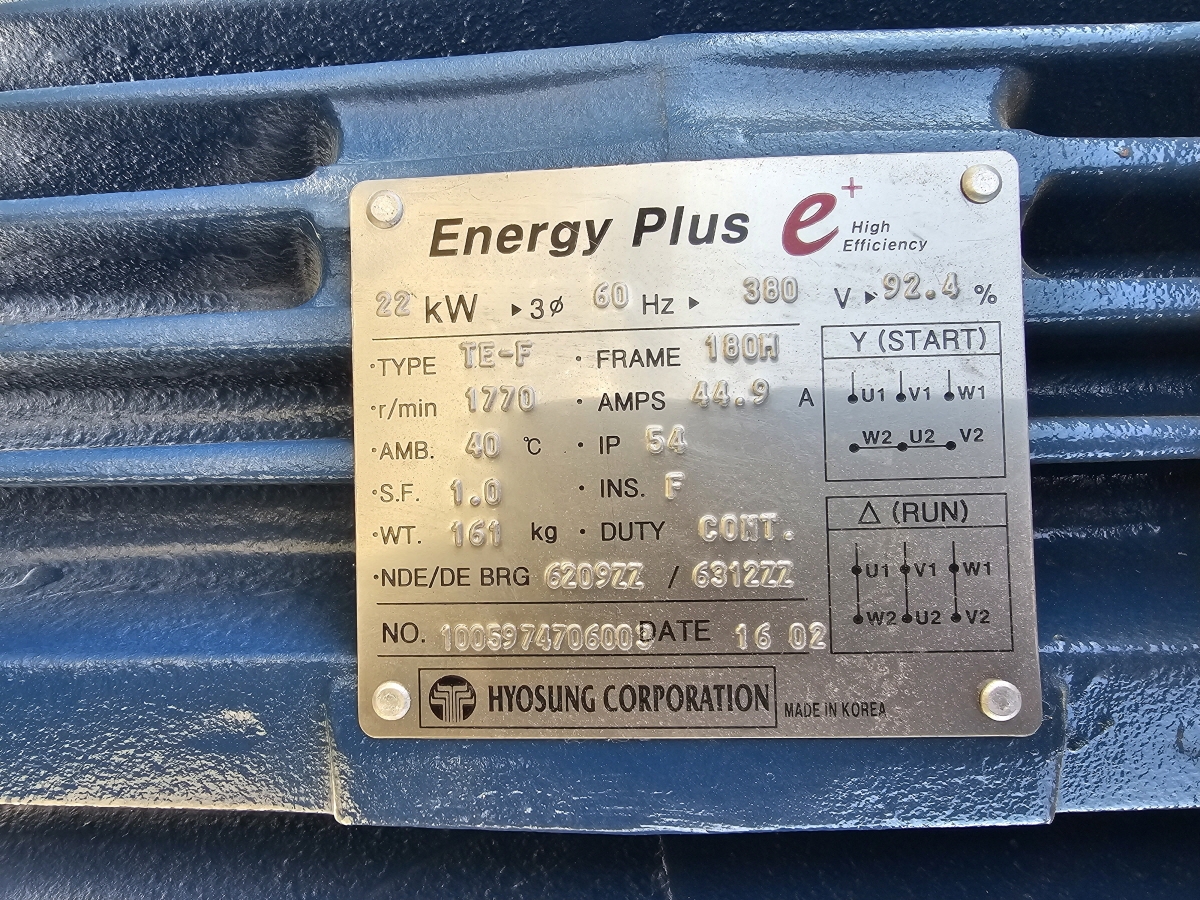 Energy Plus e+ High Efficiency
22 kW ▸3ø 60 Hz ▸ 380 V ▸92.4 %
·TYPE TE-F · FRAME 180M
·r/min 1770 · AMPS 44.9 A
·AMB. 40 ℃ · IP 54
·S.F. 1.0 · INS. F
·WT. 161 kg · DUTY CONT.
·NDE/DE BRG 6209ZZ / 6312ZZ
NO. DATE 16 02
HYOSUNG CORPORATION MADE IN KOREA
Y (START)
U1 V1 W1
W2 U2 V2
Δ (RUN)
U1 V1 W1
W2 U2 V2